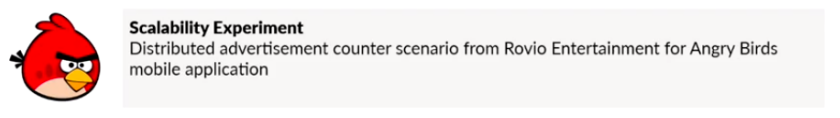 Scalability Experiment
Distributed advertisement counter scenario from Rovio Entertainment for Angry Birds
mobile application